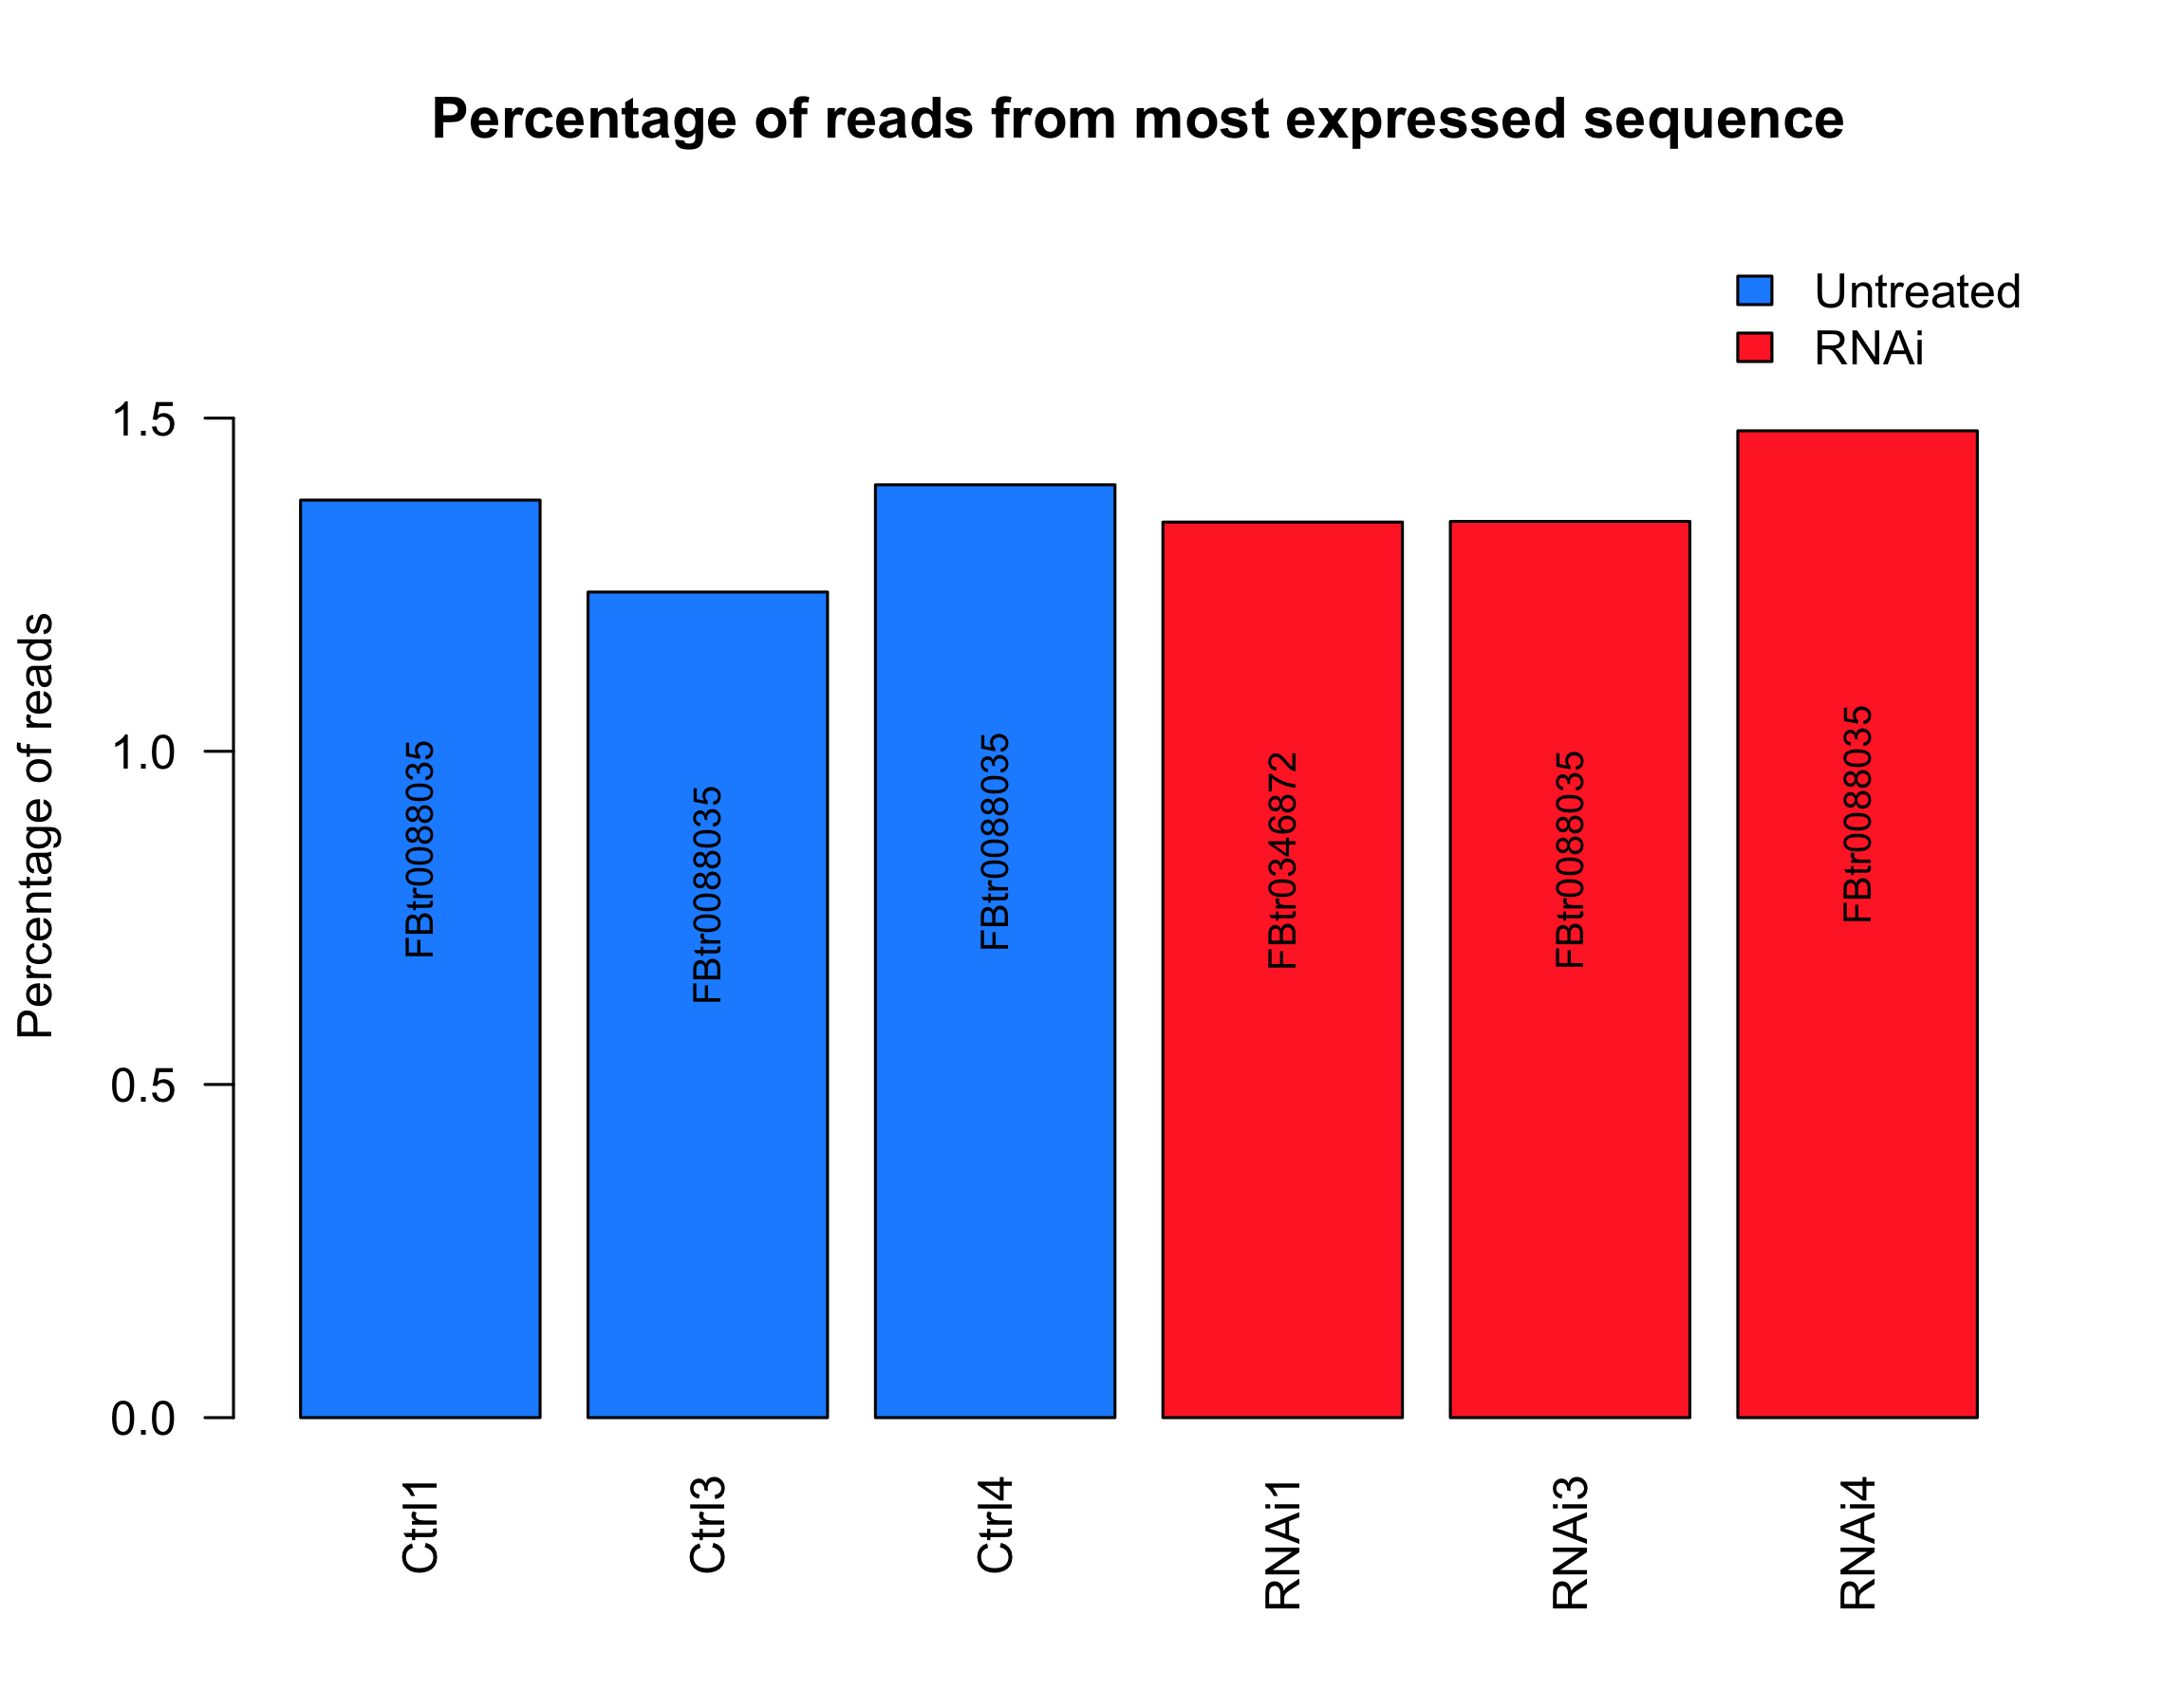 Percentage of reads from most expressed sequence
Untreated
RNAi
Percentage of reads
1.5
1.0
0.5
0.0
FBtr0088035
FBtr0088035
FBtr0088035
FBtr0346872
FBtr0088035
FBtr0088035
Ctrl1
Ctrl3
Ctrl4
RNAi1
RNAi3
RNAi4